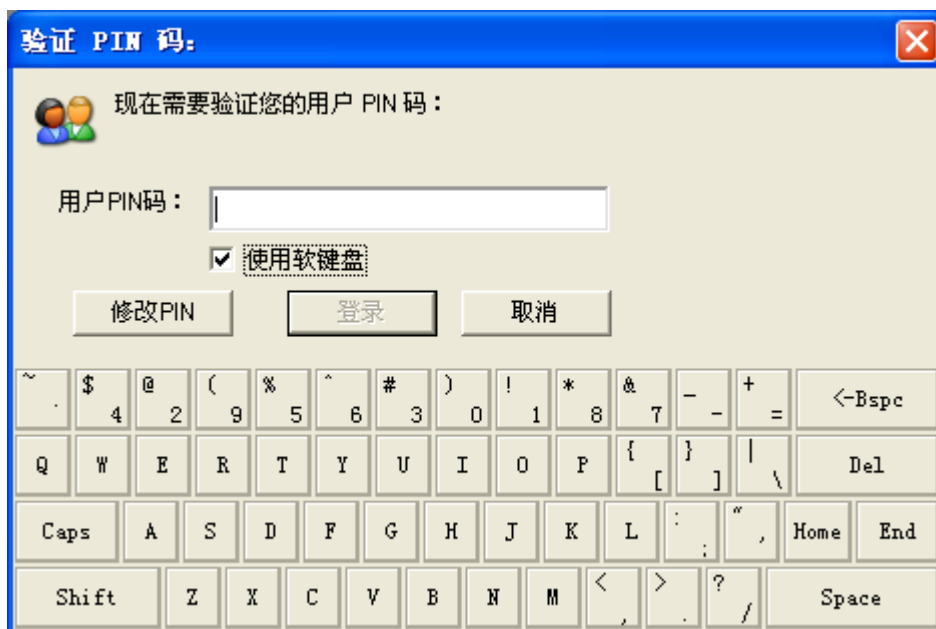 验证 PIN 码：
现在需要验证您的用户 PIN 码：
用户PIN码：
使用软键盘
修改PIN 登录 取消
~ . $ 4 @ 2 ( 9 % 5 ^ 6 # 3 ) 0 ! 1 * 8 & 7 _ - + = <-Bspc
Q W E R T Y U I O P { [ } ] | \ Del
Caps A S D F G H J K L : ; " , Home End
Shift Z X C V B N M < , > . ? / Space